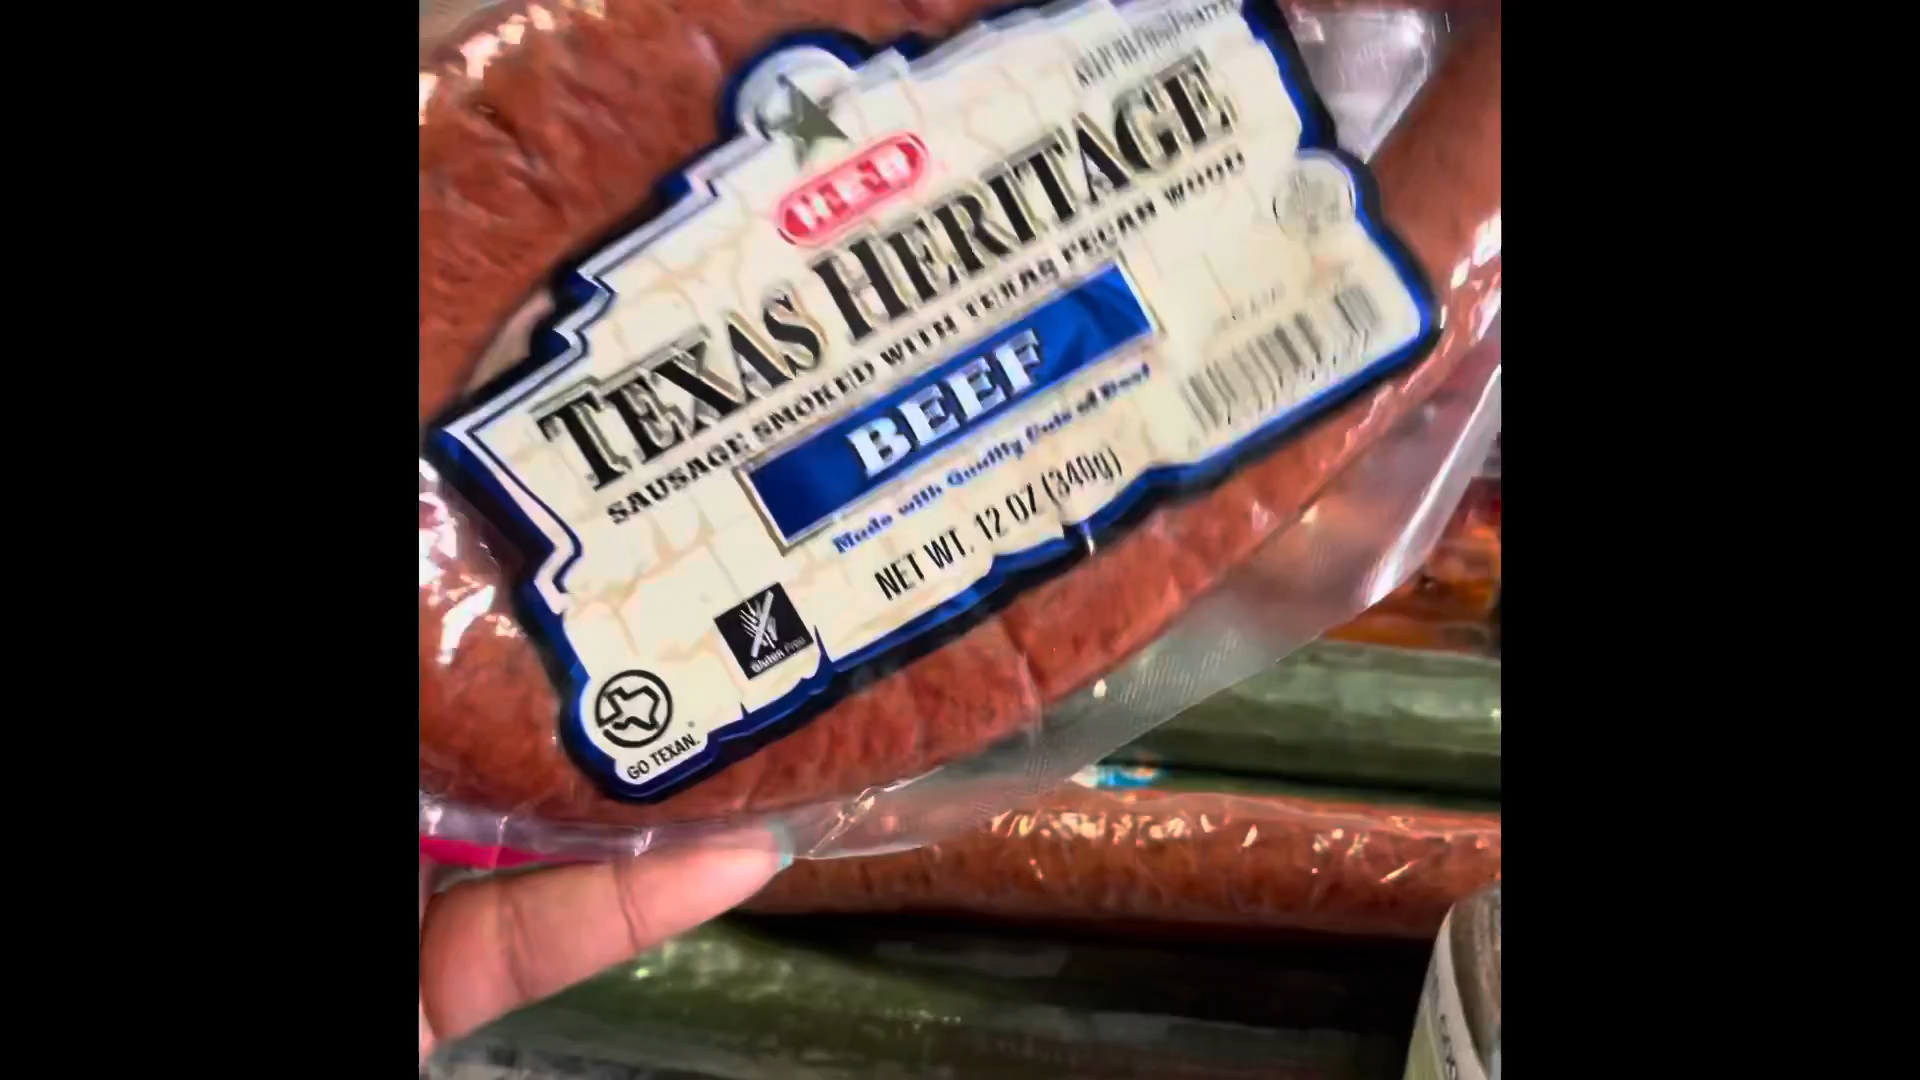 H-E-B
TEXAS HERITAGE
SAUSAGE SMOKED WITH TEXAS PECAN WOOD
BEEF
Made with Quality Cuts of Beef
NET WT. 12 OZ (340g)
Gluten Free
GO TEXAN.